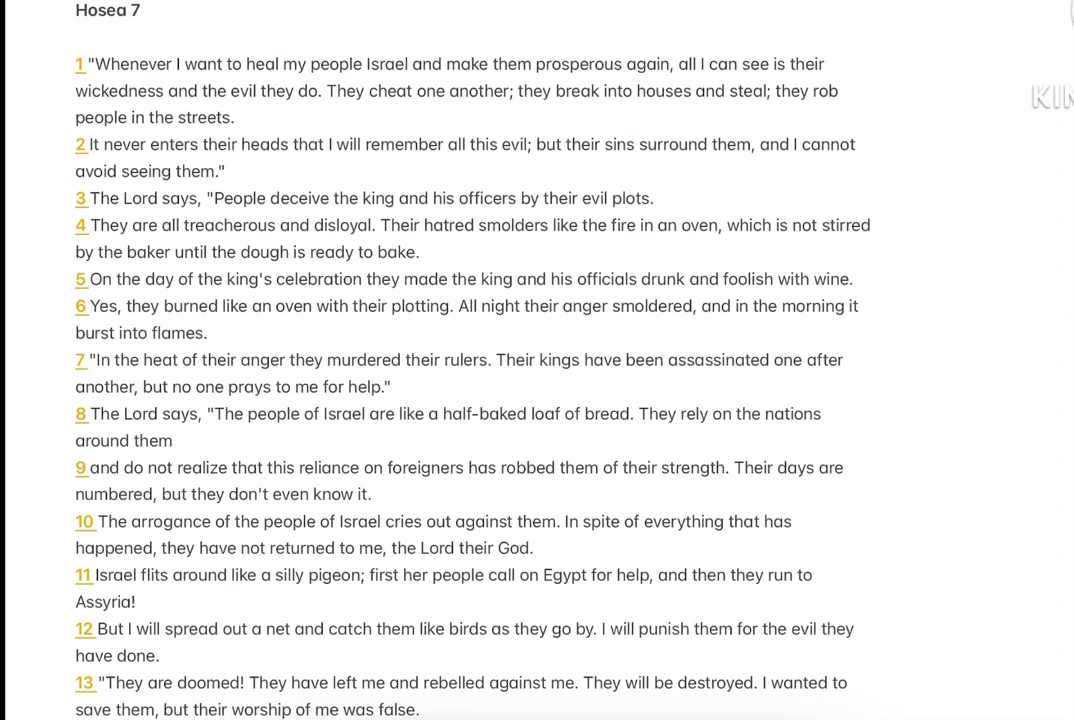 Hosea 7
1 "Whenever I want to heal my people Israel and make them prosperous again, all I can see is their
wickedness and the evil they do. They cheat one another; they break into houses and steal; they rob
people in the streets.
2 It never enters their heads that I will remember all this evil; but their sins surround them, and I cannot
avoid seeing them."
3 The Lord says, "People deceive the king and his officers by their evil plots.
4 They are all treacherous and disloyal. Their hatred smolders like the fire in an oven, which is not stirred
by the baker until the dough is ready to bake.
5 On the day of the king's celebration they made the king and his officials drunk and foolish with wine.
6 Yes, they burned like an oven with their plotting. All night their anger smoldered, and in the morning it
burst into flames.
7 "In the heat of their anger they murdered their rulers. Their kings have been assassinated one after
another, but no one prays to me for help."
8 The Lord says, "The people of Israel are like a half-baked loaf of bread. They rely on the nations
around them
9 and do not realize that this reliance on foreigners has robbed them of their strength. Their days are
numbered, but they don't even know it.
10 The arrogance of the people of Israel cries out against them. In spite of everything that has
happened, they have not returned to me, the Lord their God.
11 Israel flits around like a silly pigeon; first her people call on Egypt for help, and then they run to
Assyria!
12 But I will spread out a net and catch them like birds as they go by. I will punish them for the evil they
have done.
13 "They are doomed! They have left me and rebelled against me. They will be destroyed. I wanted to
save them, but their worship of me was false.